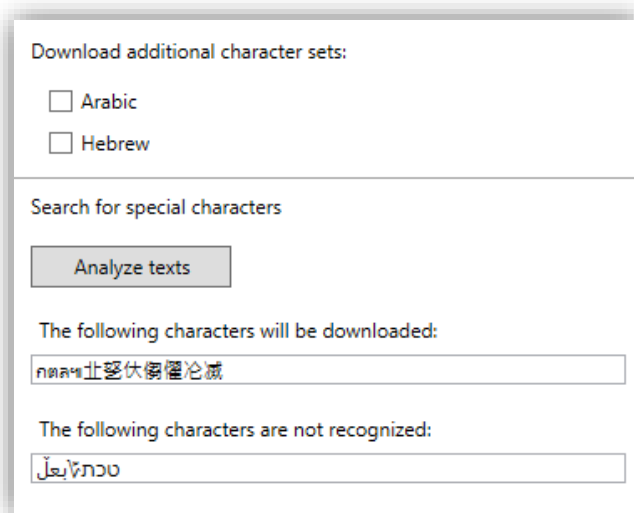 Download additional character sets:
Arabic
Hebrew
Search for special characters
Analyze texts
The following characters will be downloaded:
The following characters are not recognized: